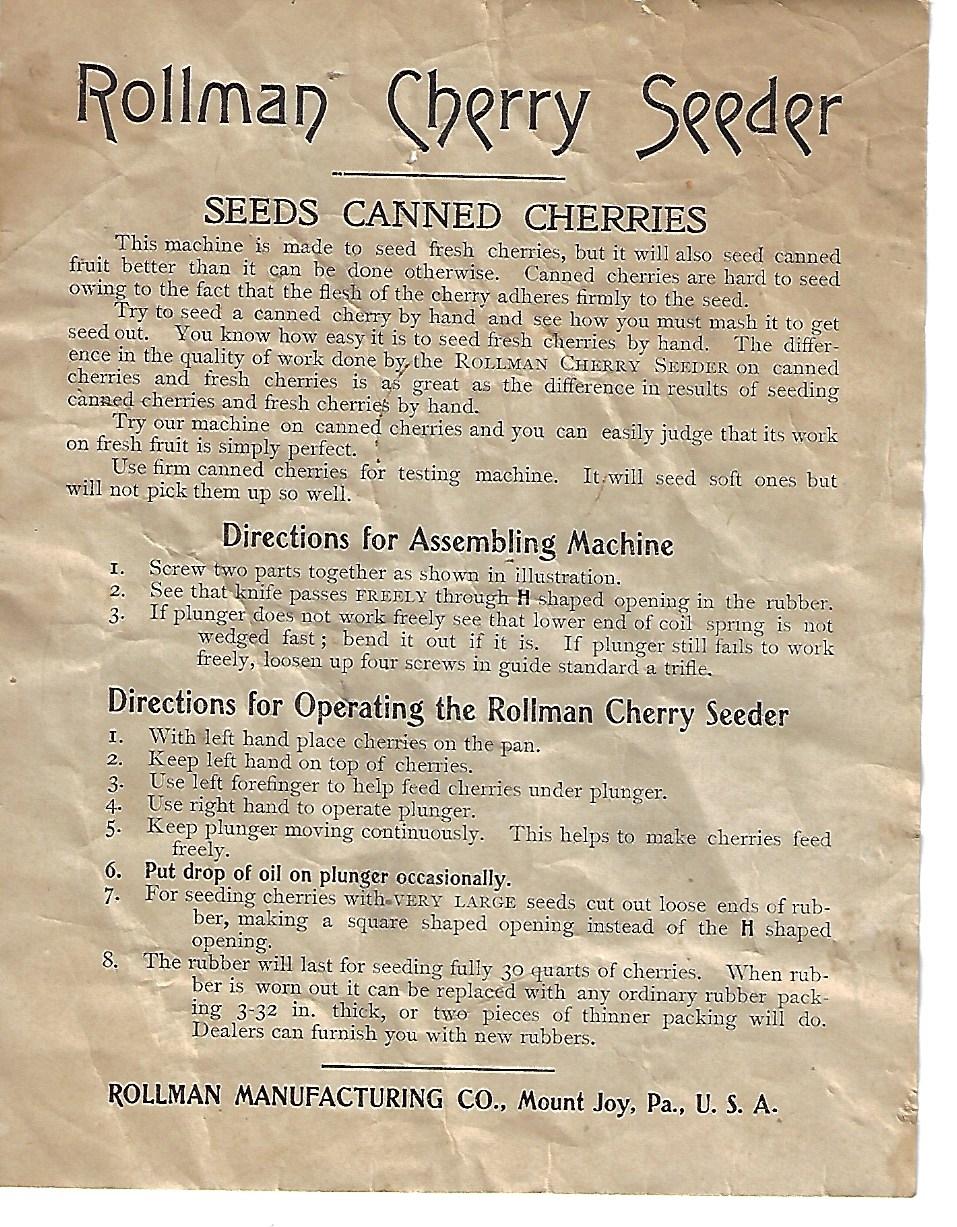 Rollman Cherry Seeder
SEEDS CANNED CHERRIES
This machine is made to seed fresh cherries, but it will also seed canned
fruit better than it can be done otherwise. Canned cherries are hard to seed
owing to the fact that the flesh of the cherry adheres firmly to the seed.
Try to seed a canned cherry by hand and see how you must mash it to get
seed out. You know how easy it is to seed fresh cherries by hand. The differ-
ence in the quality of work done by the ROLLMAN CHERRY SEEDER on canned
cherries and fresh cherries is as great as the difference in results of seeding
canned cherries and fresh cherries by hand.
Try our machine on canned cherries and you can easily judge that its work
on fresh fruit is simply perfect.
Use firm canned cherries for testing machine. It will seed soft ones but
will not pick them up so well.
Directions for Assembling Machine
1. Screw two parts together as shown in illustration.
2. See that knife passes FREELY through H shaped opening in the rubber.
3. If plunger does not work freely see that lower end of coil spring is not
wedged fast; bend it out if it is. If plunger still fails to work
freely, loosen up four screws in guide standard a trifle.
Directions for Operating the Rollman Cherry Seeder
1. With left hand place cherries on the pan.
2. Keep left hand on top of cherries.
3. Use left forefinger to help feed cherries under plunger.
4. Use right hand to operate plunger.
5. Keep plunger moving continuously. This helps to make cherries feed
freely.
6. Put drop of oil on plunger occasionally.
7. For seeding cherries with VERY LARGE seeds cut out loose ends of rub-
ber, making a square shaped opening instead of the H shaped
opening.
8. The rubber will last for seeding fully 30 quarts of cherries. When rub-
ber is worn out it can be replaced with any ordinary rubber pack-
ing 3-32 in. thick, or two pieces of thinner packing will do.
Dealers can furnish you with new rubbers.
ROLLMAN MANUFACTURING CO., Mount Joy, Pa., U. S. A.